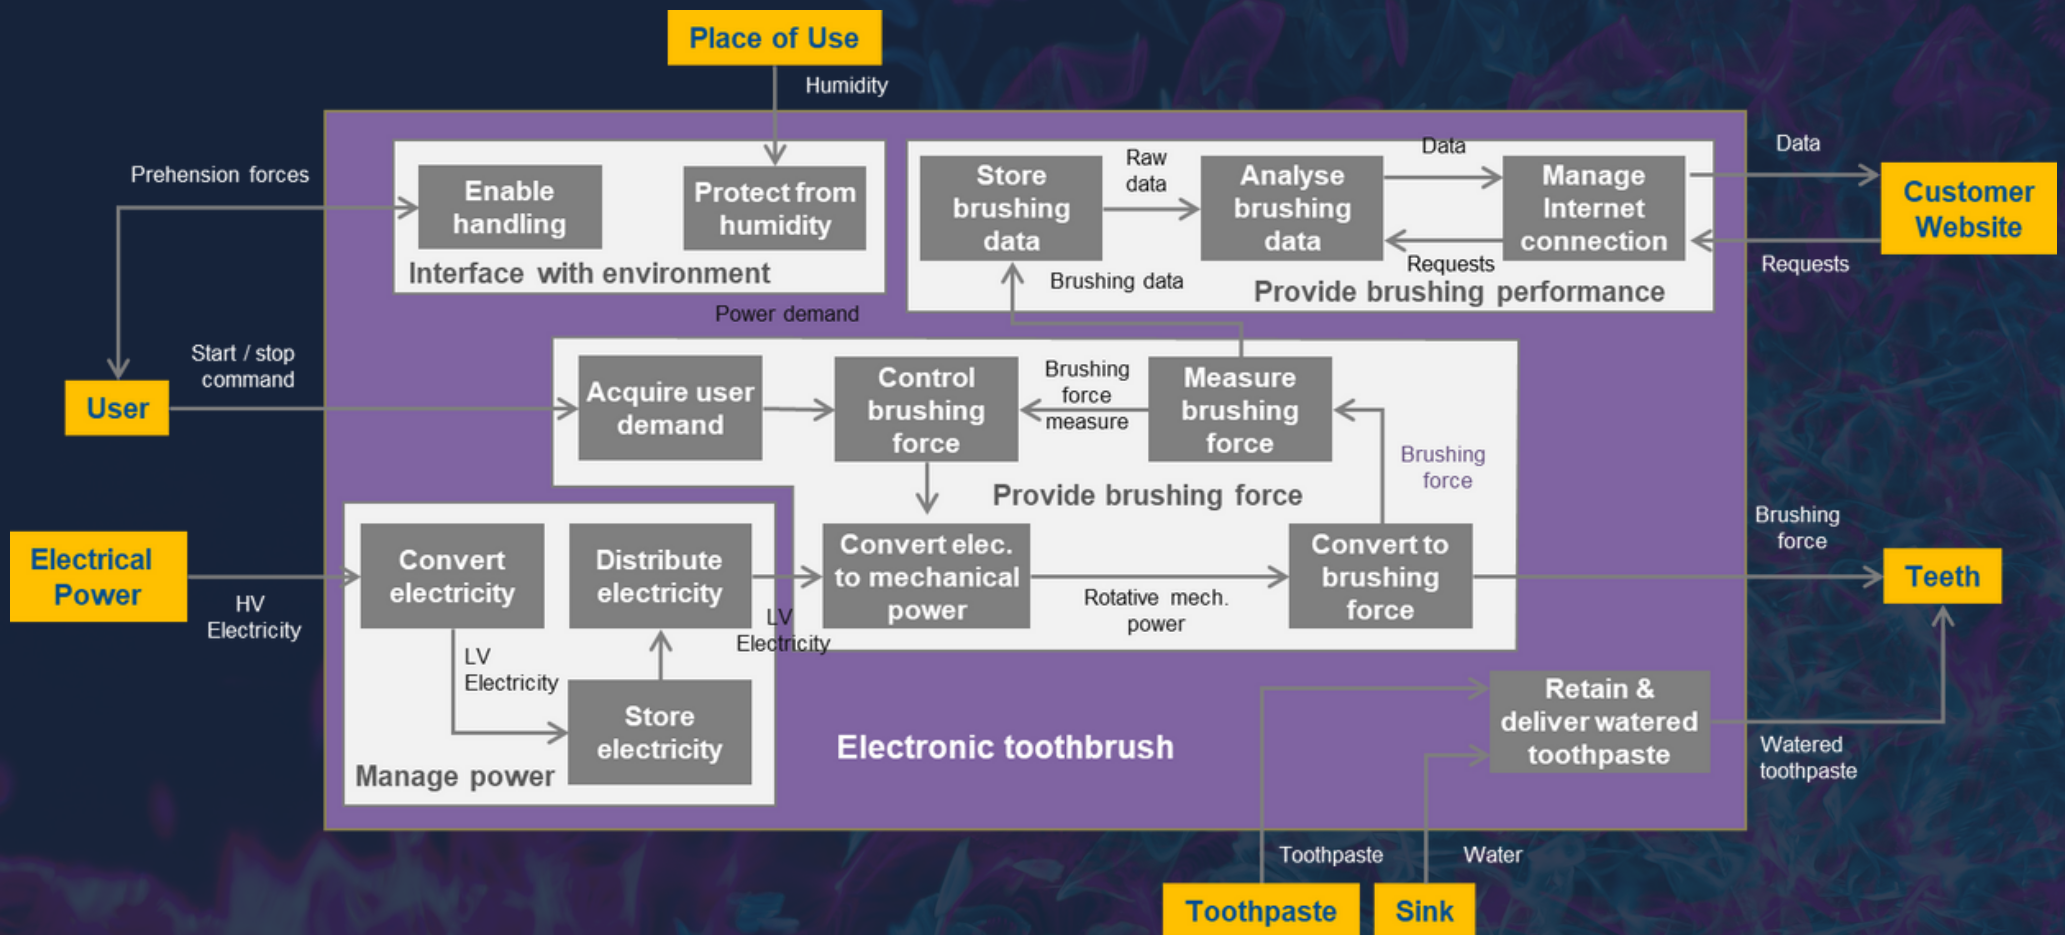 Place of Use
Humidity
Prehension forces
Enable
handling
Protect from
humidity
Interface with environment
Store
brushing
data
Raw
data
Analyse
brushing
data
Data
Manage
Internet
connection
Requests
Brushing data
Provide brushing performance
Data
Customer
Website
Requests
Power demand
User
Start / stop
command
Acquire user
demand
Control
brushing
force
Brushing
force
measure
Measure
brushing
force
Brushing
force
Provide brushing force
Electrical
Power
HV
Electricity
Convert
electricity
Distribute
electricity
LV
Electricity
Convert elec.
to mechanical
power
Rotative mech.
power
Convert to
brushing
force
Brushing
force
Teeth
LV
Electricity
Store
electricity
Manage power
Electronic toothbrush
Retain &
deliver watered
toothpaste
Watered
toothpaste
Toothpaste
Water
Toothpaste
Sink